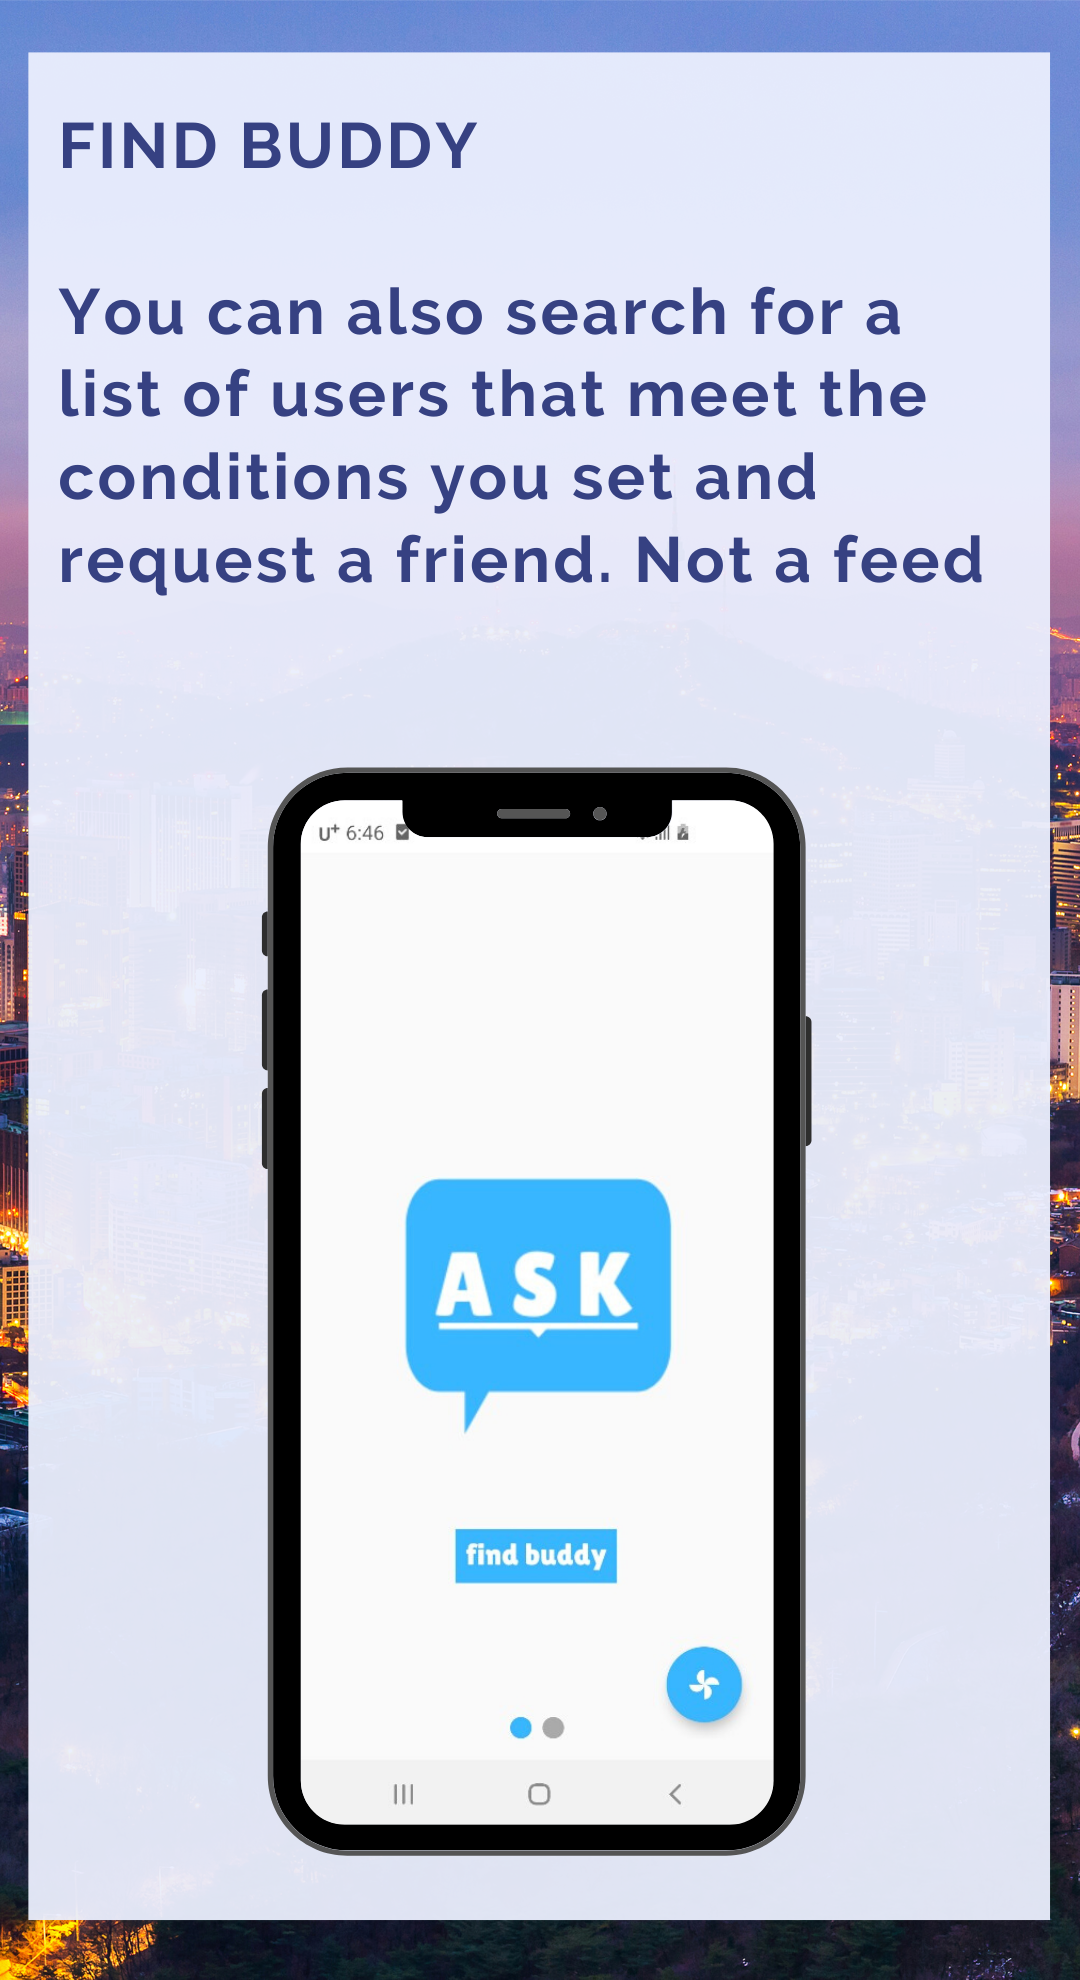 FIND BUDDY
You can also search for a
list of users that meet the
conditions you set and
request a friend. Not a feed
U+ 6:46
ASK
find buddy